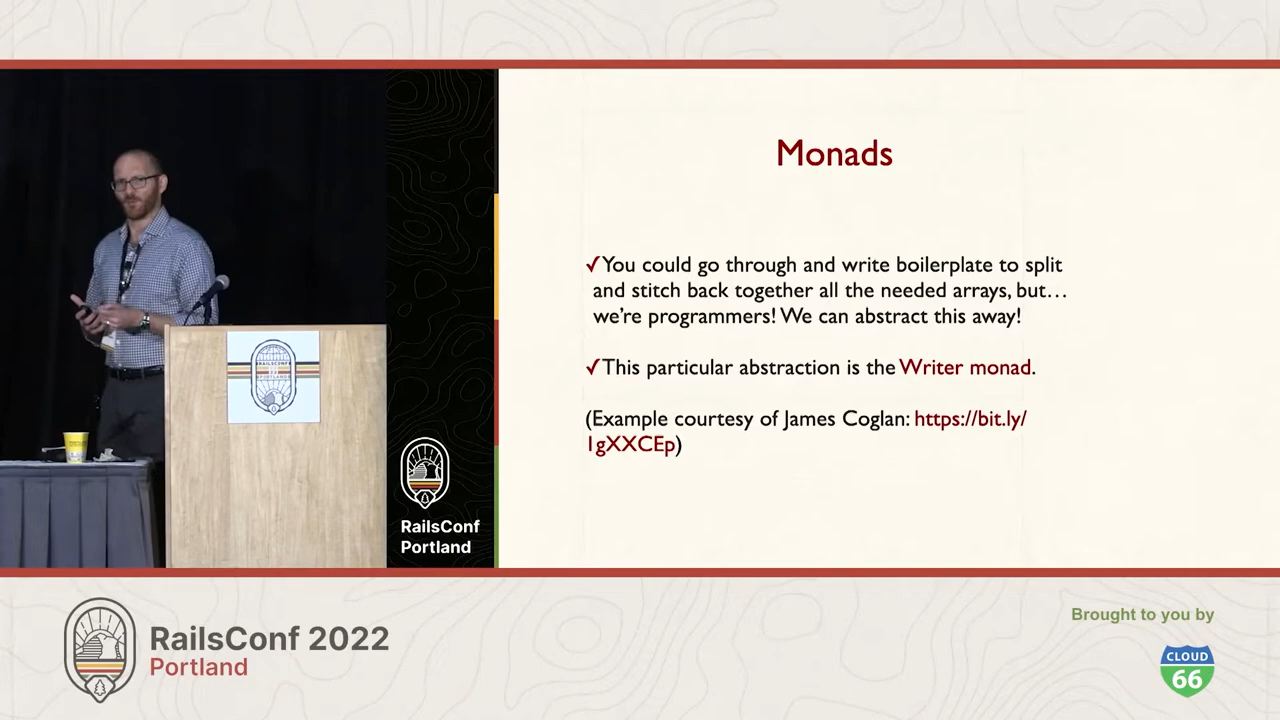 Monads
✓You could go through and write boilerplate to split
and stitch back together all the needed arrays, but…
we’re programmers! We can abstract this away!
✓This particular abstraction is the Writer monad.
(Example courtesy of James Coglan: https://bit.ly/
1gXXCEp)
RailsConf
Portland
RailsConf 2022
Portland
Brought to you by
CLOUD
66